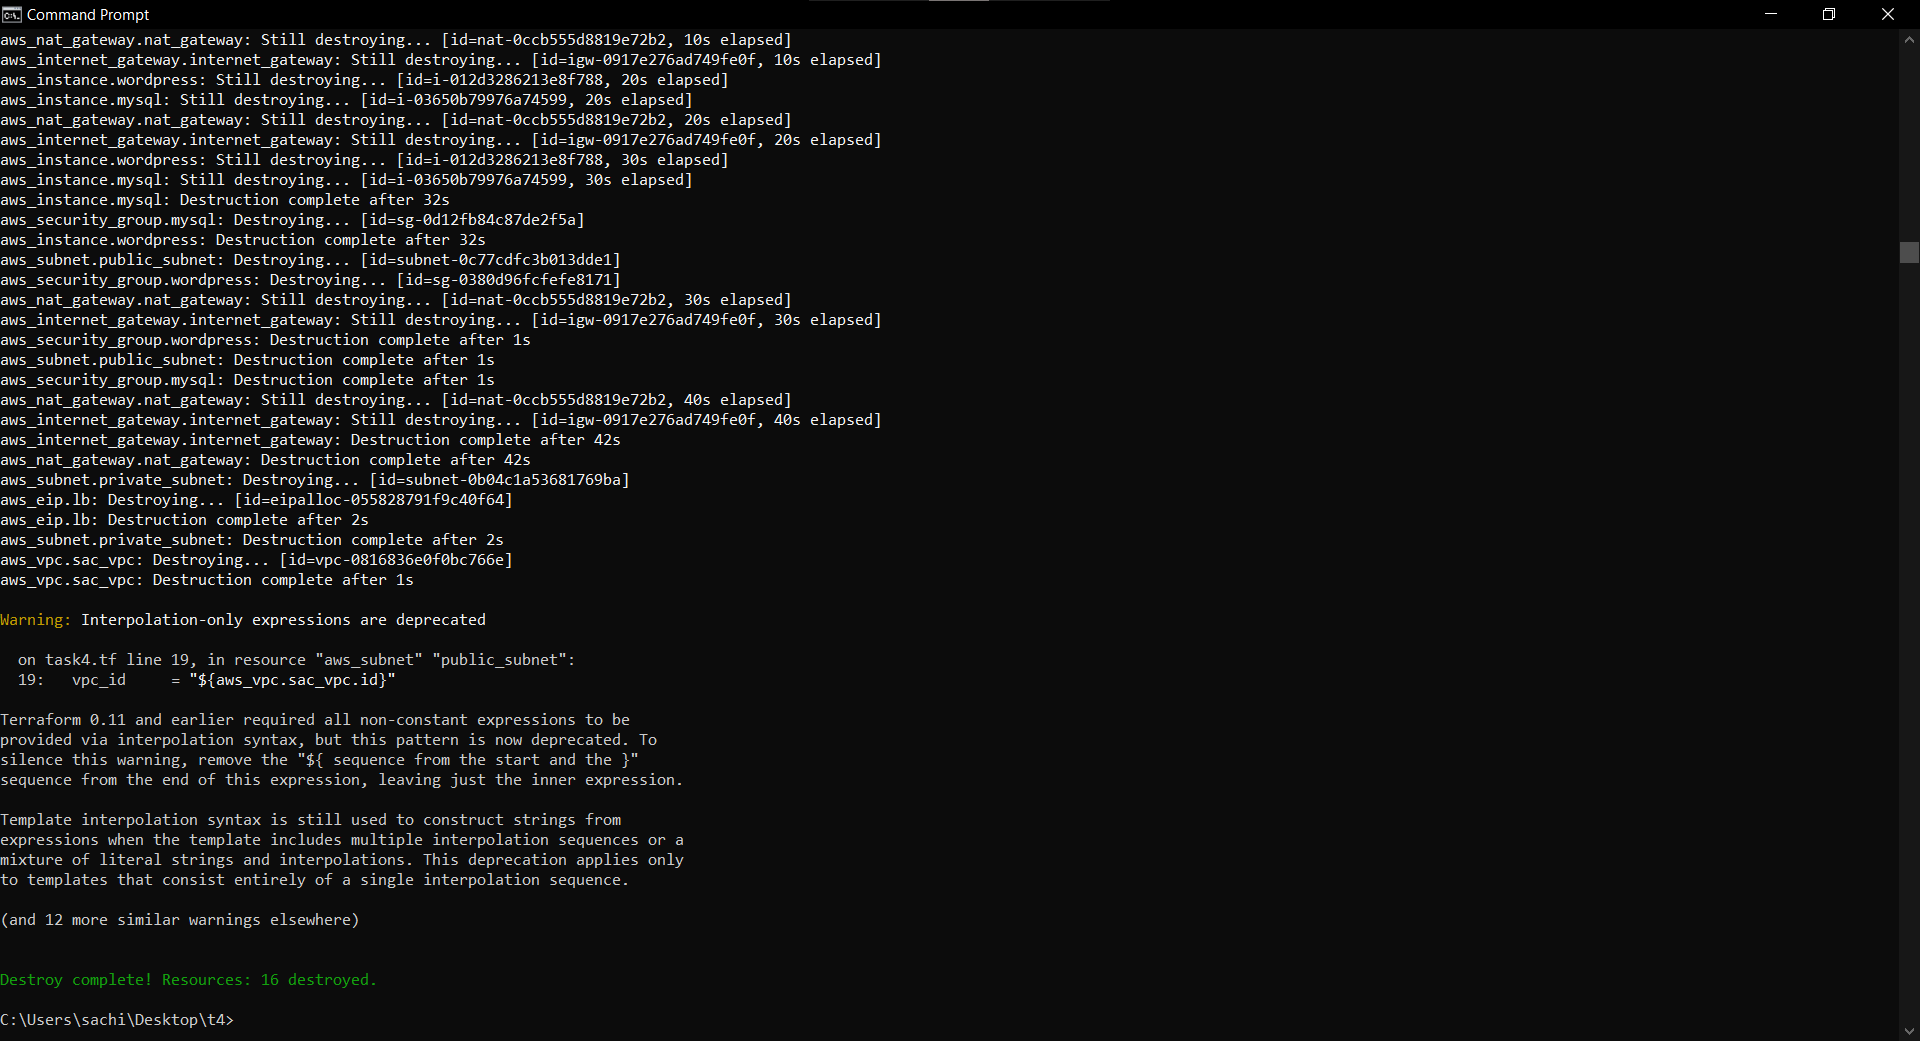 Command Prompt
aws_nat_gateway.nat_gateway: Still destroying... [id=nat-0ccb555d8819e72b2, 10s elapsed]
aws_internet_gateway.internet_gateway: Still destroying... [id=igw-0917e276ad749fe0f, 10s elapsed]
aws_instance.wordpress: Still destroying... [id=i-012d3286213e8f788, 20s elapsed]
aws_instance.mysql: Still destroying... [id=i-03650b79976a74599, 20s elapsed]
aws_nat_gateway.nat_gateway: Still destroying... [id=nat-0ccb555d8819e72b2, 20s elapsed]
aws_internet_gateway.internet_gateway: Still destroying... [id=igw-0917e276ad749fe0f, 20s elapsed]
aws_instance.wordpress: Still destroying... [id=i-012d3286213e8f788, 30s elapsed]
aws_instance.mysql: Still destroying... [id=i-03650b79976a74599, 30s elapsed]
aws_instance.mysql: Destruction complete after 32s
aws_security_group.mysql: Destroying... [id=sg-0d12fb84c87de2f5a]
aws_instance.wordpress: Destruction complete after 32s
aws_subnet.public_subnet: Destroying... [id=subnet-0c77cdfc3b013dde1]
aws_security_group.wordpress: Destroying... [id=sg-0380d96fcfefe8171]
aws_nat_gateway.nat_gateway: Still destroying... [id=nat-0ccb555d8819e72b2, 30s elapsed]
aws_internet_gateway.internet_gateway: Still destroying... [id=igw-0917e276ad749fe0f, 30s elapsed]
aws_security_group.wordpress: Destruction complete after 1s
aws_subnet.public_subnet: Destruction complete after 1s
aws_security_group.mysql: Destruction complete after 1s
aws_nat_gateway.nat_gateway: Still destroying... [id=nat-0ccb555d8819e72b2, 40s elapsed]
aws_internet_gateway.internet_gateway: Still destroying... [id=igw-0917e276ad749fe0f, 40s elapsed]
aws_internet_gateway.internet_gateway: Destruction complete after 42s
aws_nat_gateway.nat_gateway: Destruction complete after 42s
aws_subnet.private_subnet: Destroying... [id=subnet-0b04c1a53681769ba]
aws_eip.lb: Destroying... [id=eipalloc-055828791f9c40f64]
aws_eip.lb: Destruction complete after 2s
aws_subnet.private_subnet: Destruction complete after 2s
aws_vpc.sac_vpc: Destroying... [id=vpc-0816836e0f0bc766e]
aws_vpc.sac_vpc: Destruction complete after 1s
Warning: Interpolation-only expressions are deprecated
on task4.tf line 19, in resource "aws_subnet" "public_subnet":
19: vpc_id = "${aws_vpc.sac_vpc.id}"
Terraform 0.11 and earlier required all non-constant expressions to be
provided via interpolation syntax, but this pattern is now deprecated. To
silence this warning, remove the "${ sequence from the start and the }"
sequence from the end of this expression, leaving just the inner expression.
Template interpolation syntax is still used to construct strings from
expressions when the template includes multiple interpolation sequences or a
mixture of literal strings and interpolations. This deprecation applies only
to templates that consist entirely of a single interpolation sequence.
(and 12 more similar warnings elsewhere)
Destroy complete! Resources: 16 destroyed.
C:\Users\sachi\Desktop\t4>